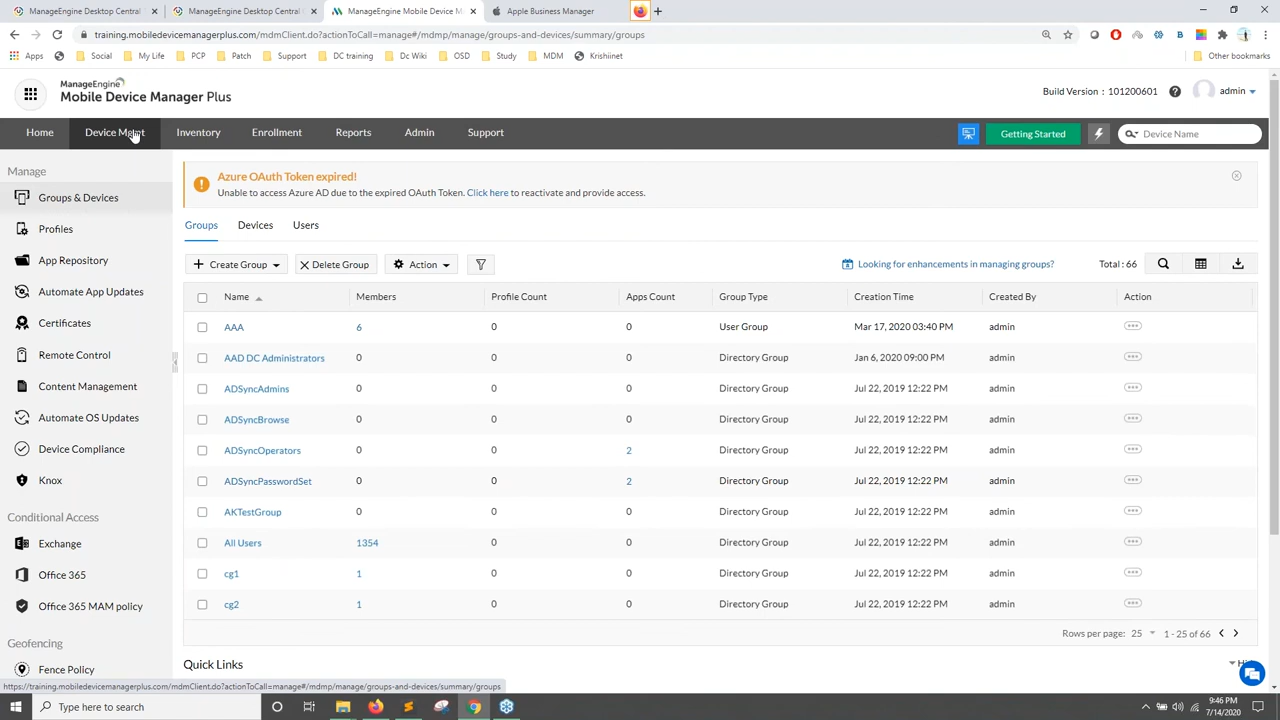 ManageEngine Desktop Central
ManageEngine Desktop Central
ManageEngine Mobile Device M
Apple Business Manager
training.mobiledevicemanagerplus.com/mdmClient.do?actionToCall=manage#/mdmp/manage/groups-and-devices/summary/groups
Apps Social My Life PCP Patch Support DC training Dc Wiki OSD Study MDM Krishiinet Other bookmarks
ManageEngine
Mobile Device Manager Plus
Build Version : 101200601 admin
Home Device Mgmt Inventory Enrollment Reports Admin Support Getting Started Device Name
Manage
Groups & Devices
Profiles
App Repository
Automate App Updates
Certificates
Remote Control
Content Management
Automate OS Updates
Device Compliance
Knox
Conditional Access
Exchange
Office 365
Office 365 MAM policy
Geofencing
Fence Policy
Azure OAuth Token expired!
Unable to access Azure AD due to the expired OAuth Token. Click here to reactivate and provide access.
Groups Devices Users
Create Group Delete Group Action Looking for enhancements in managing groups? Total : 66
Name Members Profile Count Apps Count Group Type Creation Time Created By Action
AAA 6 0 0 User Group Mar 17, 2020 03:40 PM admin
AAD DC Administrators 0 0 0 Directory Group Jan 6, 2020 09:00 PM admin
ADSyncAdmins 0 0 0 Directory Group Jul 22, 2019 12:22 PM admin
ADSyncBrowse 0 0 0 Directory Group Jul 22, 2019 12:22 PM admin
ADSyncOperators 0 0 2 Directory Group Jul 22, 2019 12:22 PM admin
ADSyncPasswordSet 0 0 2 Directory Group Jul 22, 2019 12:22 PM admin
AKTestGroup 0 0 0 Directory Group Jul 22, 2019 12:22 PM admin
All Users 1354 0 0 Directory Group Jul 22, 2019 12:22 PM admin
cg1 1 0 0 Directory Group Jul 22, 2019 12:22 PM admin
cg2 1 0 0 Directory Group Jul 22, 2019 12:22 PM admin
Rows per page: 25 1 - 25 of 66
Quick Links
https://training.mobiledevicemanagerplus.com/mdmClient.do?actionToCall=manage#/mdmp/manage/groups-and-devices/summary/groups
Type here to search
9:46 PM
7/14/2020